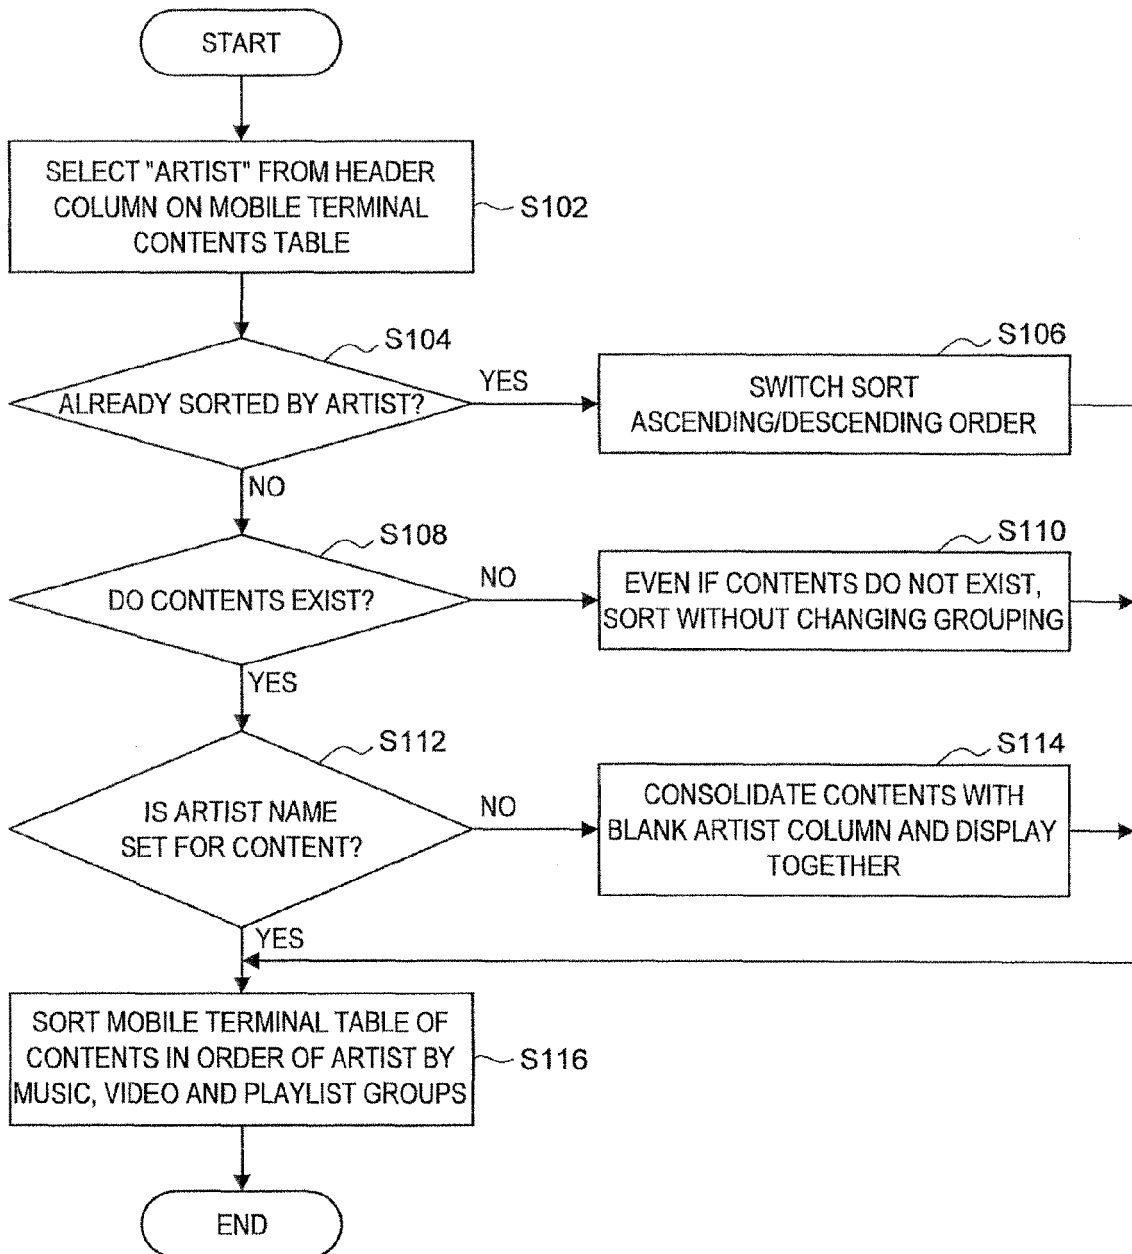 START
SELECT "ARTIST" FROM HEADER
COLUMN ON MOBILE TERMINAL
CONTENTS TABLE
S102
S104
ALREADY SORTED BY ARTIST?
YES
S106
SWITCH SORT
ASCENDING/DESCENDING ORDER
NO
S108
DO CONTENTS EXIST?
NO
S110
EVEN IF CONTENTS DO NOT EXIST,
SORT WITHOUT CHANGING GROUPING
YES
S112
IS ARTIST NAME
SET FOR CONTENT?
NO
S114
CONSOLIDATE CONTENTS WITH
BLANK ARTIST COLUMN AND DISPLAY
TOGETHER
YES
SORT MOBILE TERMINAL TABLE OF
CONTENTS IN ORDER OF ARTIST BY
MUSIC, VIDEO AND PLAYLIST GROUPS
S116
END